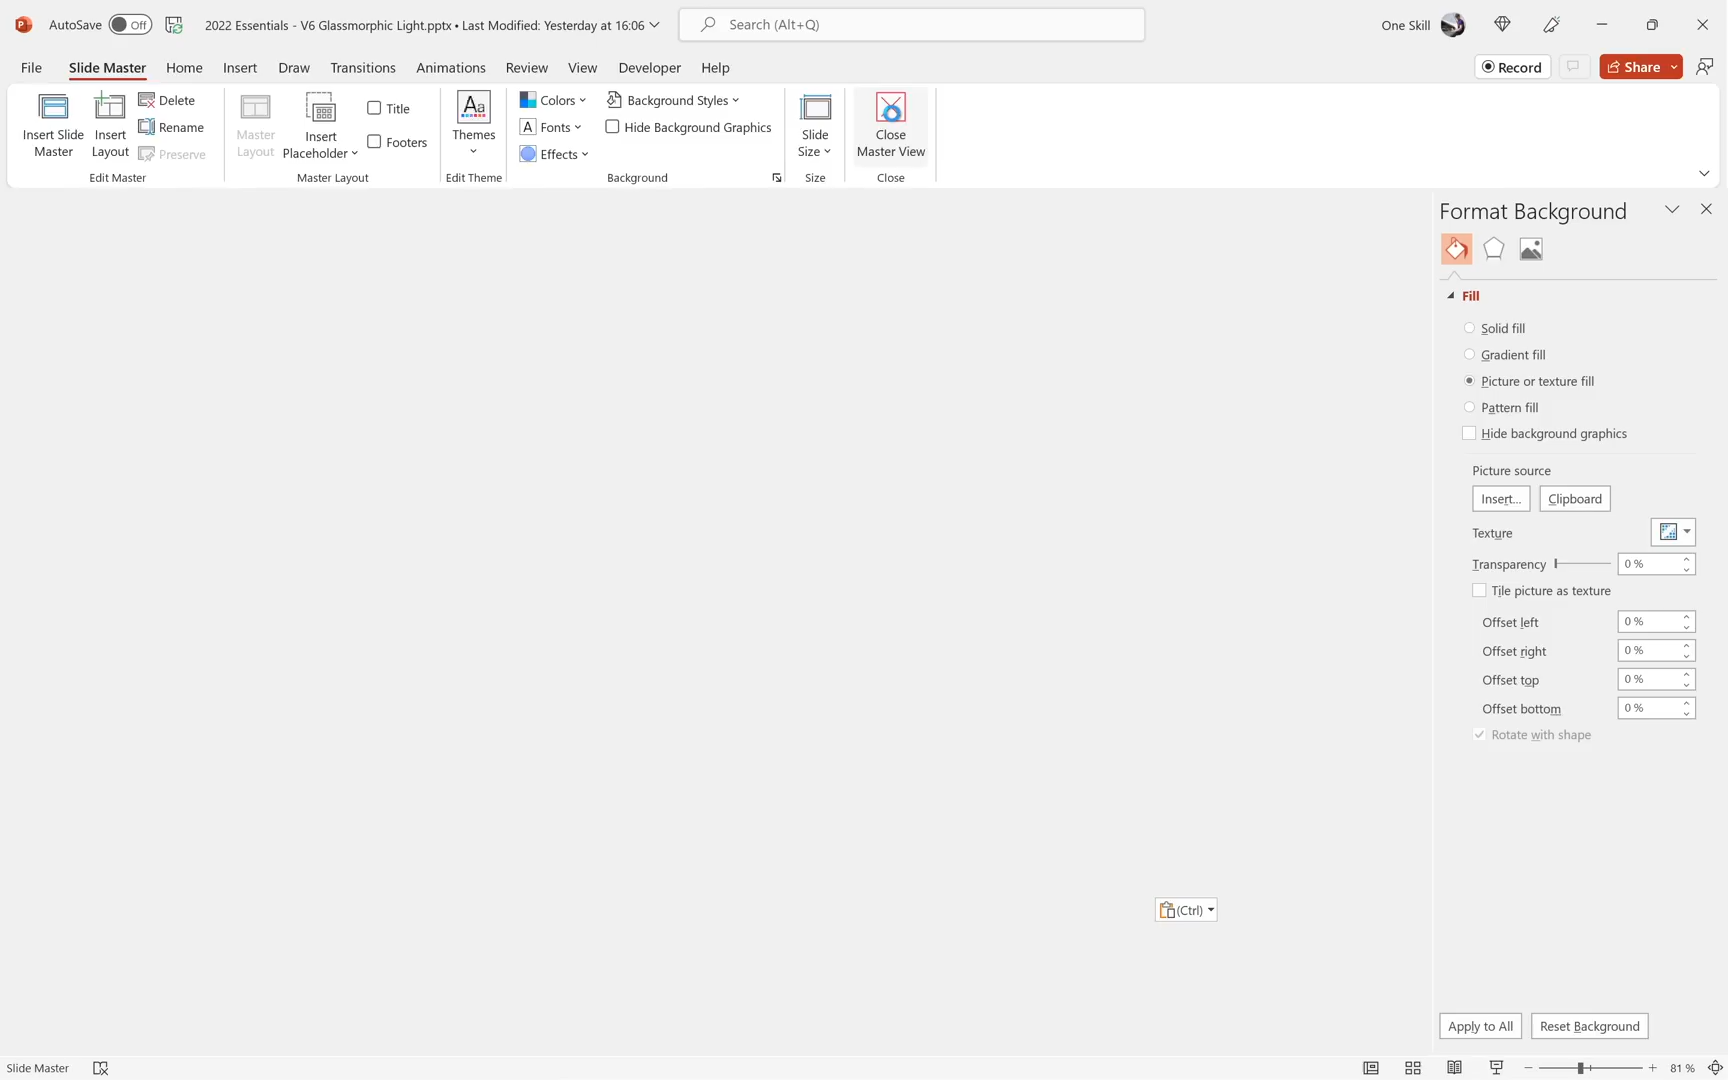 AutoSave Off 2022 Essentials - V6 Glassmorphic Light.pptx • Last Modified: Yesterday at 16:06 Search (Alt+Q) One Skill
File Slide Master Home Insert Draw Transitions Animations Review View Developer Help Record Share
Insert Slide Master
Insert Layout
Delete
Rename
Preserve
Edit Master
Master Layout
Insert Placeholder
Title
Footers
Master Layout
Aa
Themes
Edit Theme
Colors
A Fonts
Effects
Background Styles
Hide Background Graphics
Background
Slide Size
Size
Close Master View
Close
Format Background
Fill
Solid fill
Gradient fill
Picture or texture fill
Pattern fill
Hide background graphics
Picture source
Insert... Clipboard
Texture
Transparency 0 %
Tile picture as texture
Offset left 0 %
Offset right 0 %
Offset top 0 %
Offset bottom 0 %
Rotate with shape
(Ctrl)
Apply to All Reset Background
Slide Master 81 %